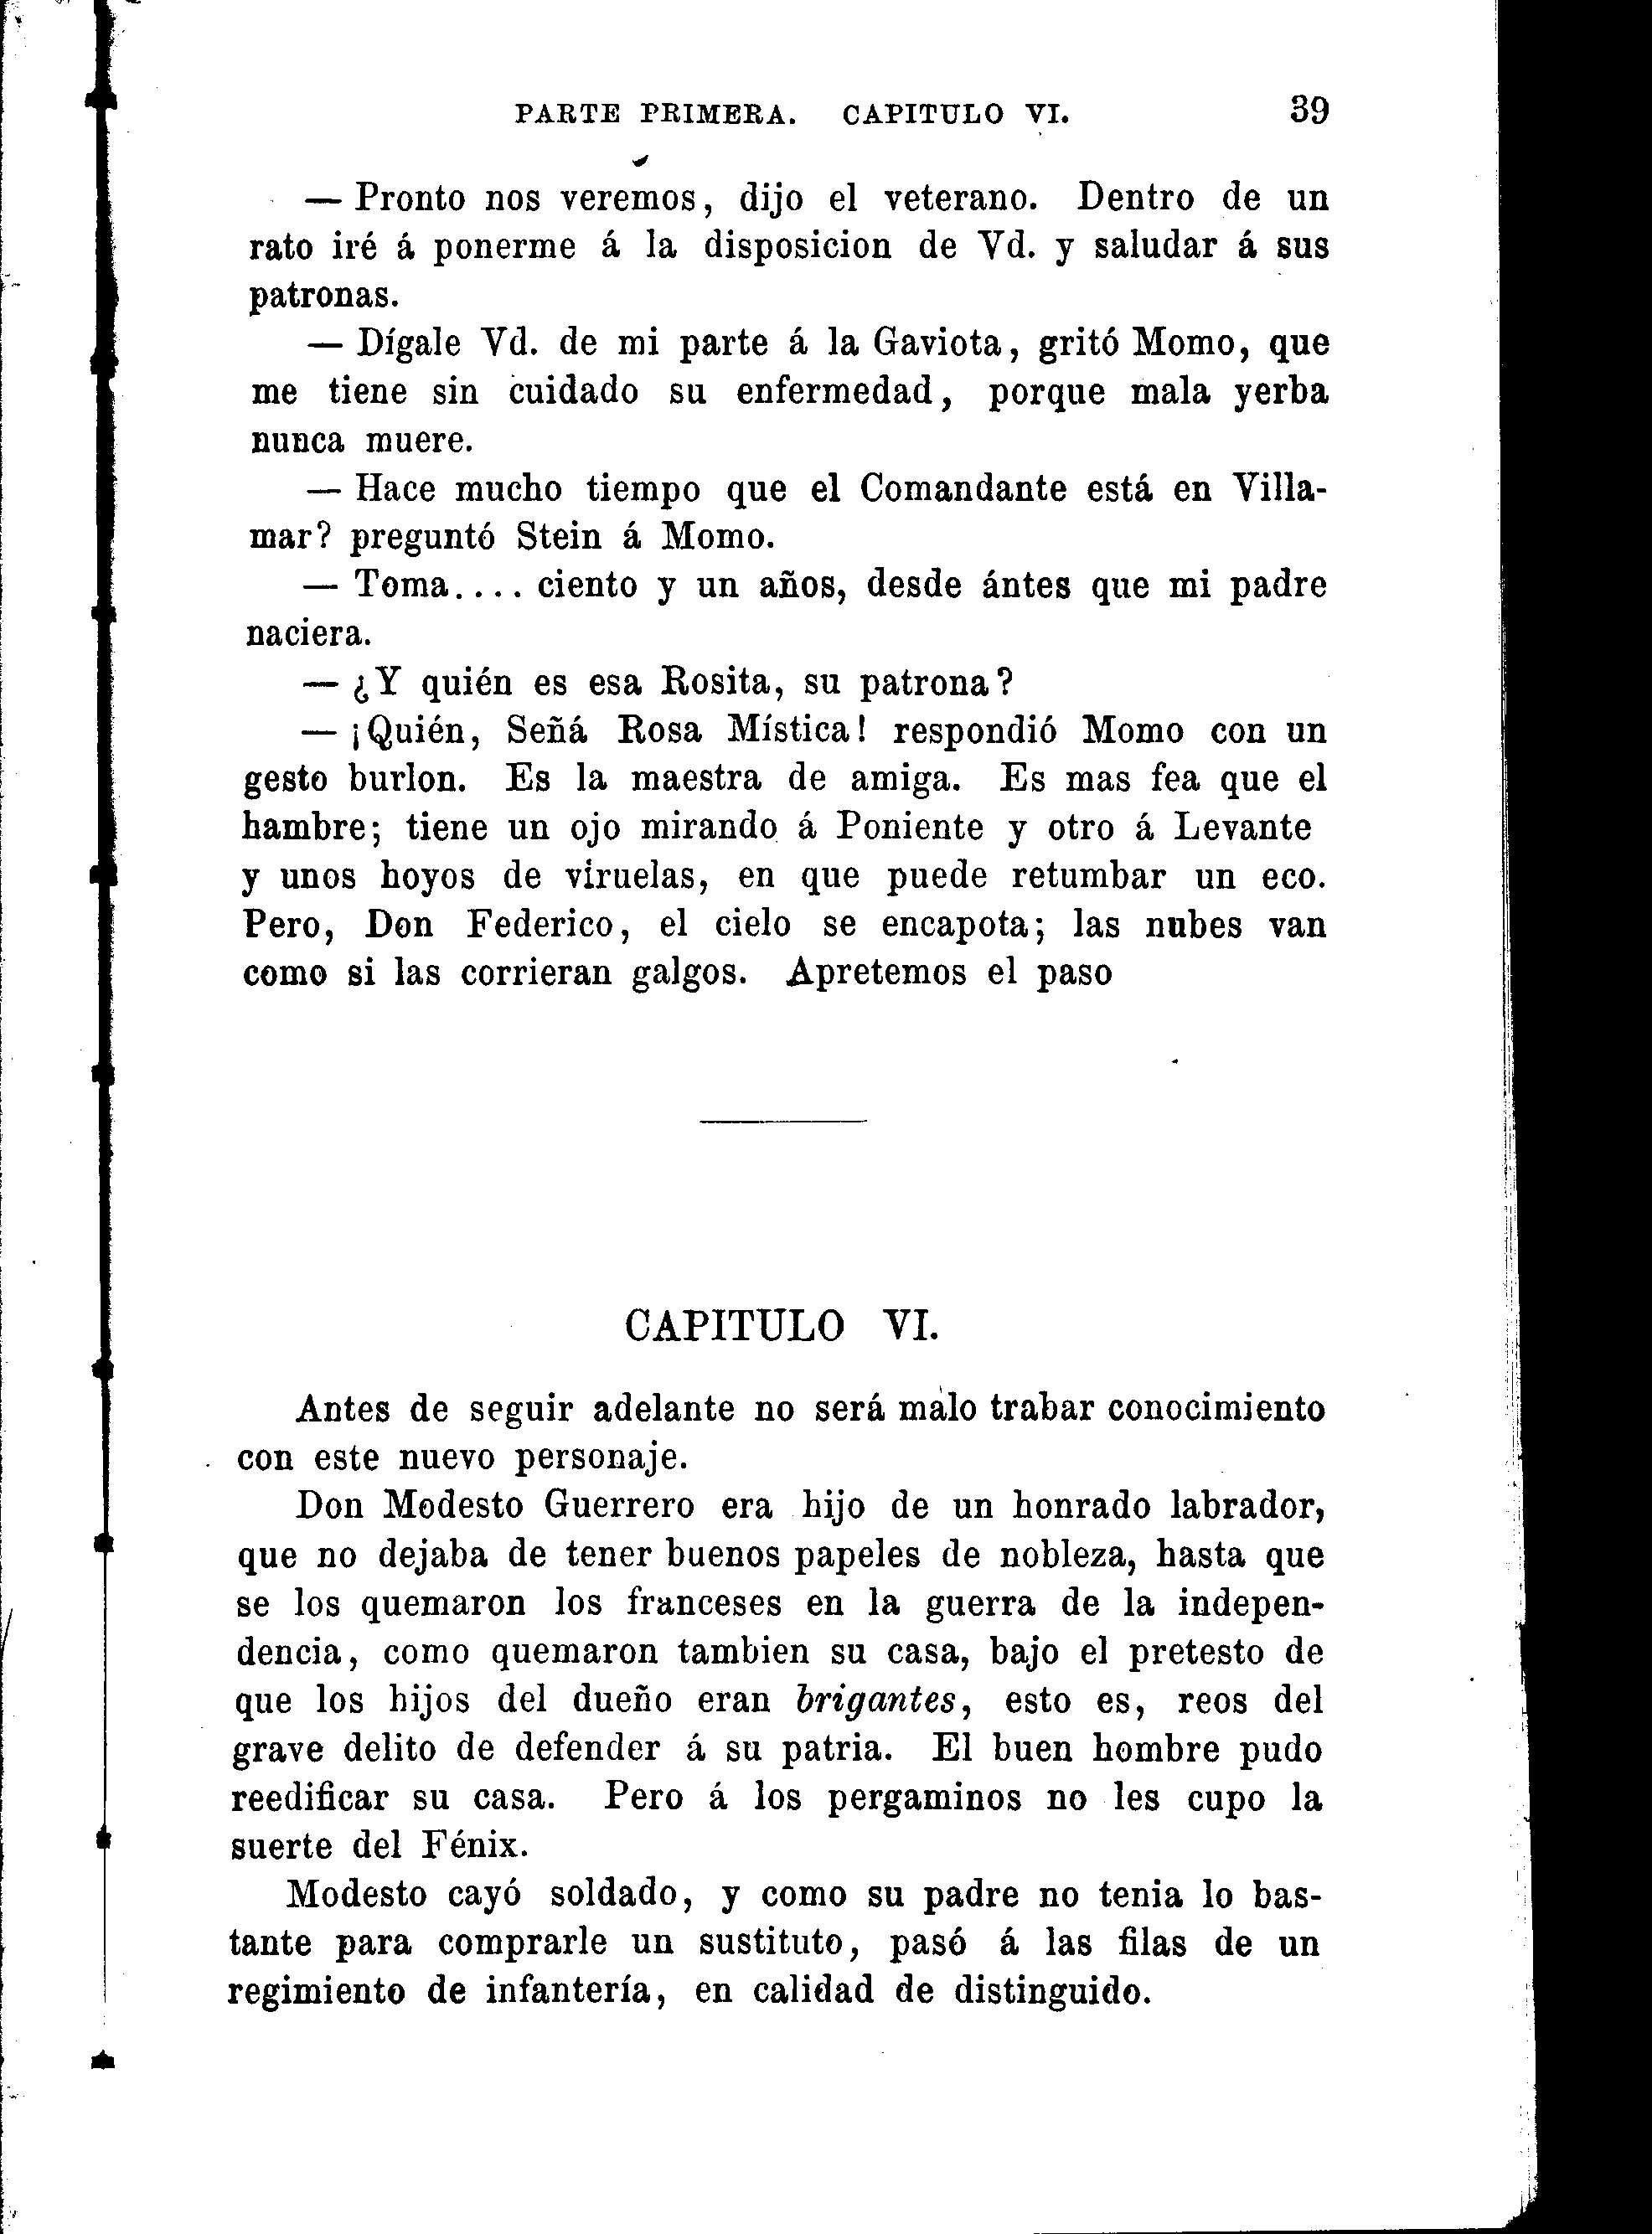 PARTE PRIMERA. CAPITULO VI. 39
— Pronto nos veremos, dijo el veterano. Dentro de un
rato iré á ponerme á la disposicion de Vd. y saludar á sus
patronas.
— Dígale Vd. de mi parte á la Gaviota, gritó Momo, que
me tiene sin cuidado su enfermedad, porque mala yerba
nunca muere.
— Hace mucho tiempo que el Comandante está en Villa-
mar? preguntó Stein á Momo.
— Toma.... ciento y un años, desde ántes que mi padre
naciera.
— ¿Y quién es esa Rosita, su patrona?
— ¡Quién, Señá Rosa Mística! respondió Momo con un
gesto burlon. Es la maestra de amiga. Es mas fea que el
hambre; tiene un ojo mirando á Poniente y otro á Levante
y unos hoyos de viruelas, en que puede retumbar un eco.
Pero, Don Federico, el cielo se encapota; las nubes van
como si las corrieran galgos. Apretemos el paso
CAPITULO VI.
Antes de seguir adelante no será malo trabar conocimiento
con este nuevo personaje.
Don Modesto Guerrero era hijo de un honrado labrador,
que no dejaba de tener buenos papeles de nobleza, hasta que
se los quemaron los franceses en la guerra de la indepen-
dencia, como quemaron tambien su casa, bajo el pretesto de
que los hijos del dueño eran brigantes, esto es, reos del
grave delito de defender á su patria. El buen hombre pudo
reedificar su casa. Pero á los pergaminos no les cupo la
suerte del Fénix.
Modesto cayó soldado, y como su padre no tenia lo bas-
tante para comprarle un sustituto, pasó á las filas de un
regimiento de infantería, en calidad de distinguido.